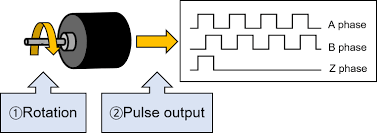 A phase
B phase
Z phase
①Rotation
②Pulse output